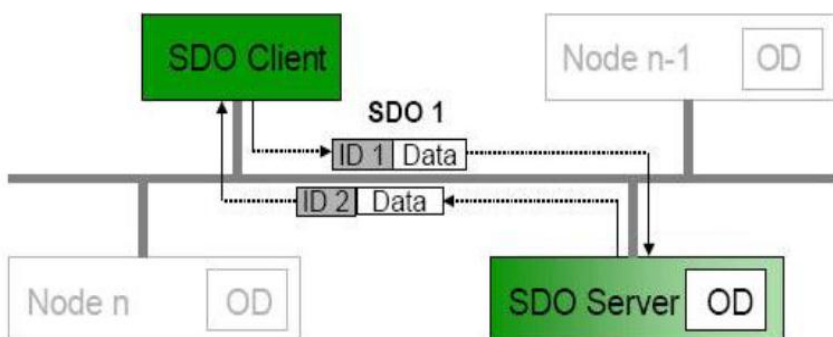 SDO Client
Node n-1 OD
SDO 1
ID 1 Data
ID 2 Data
Node n OD
SDO Server OD